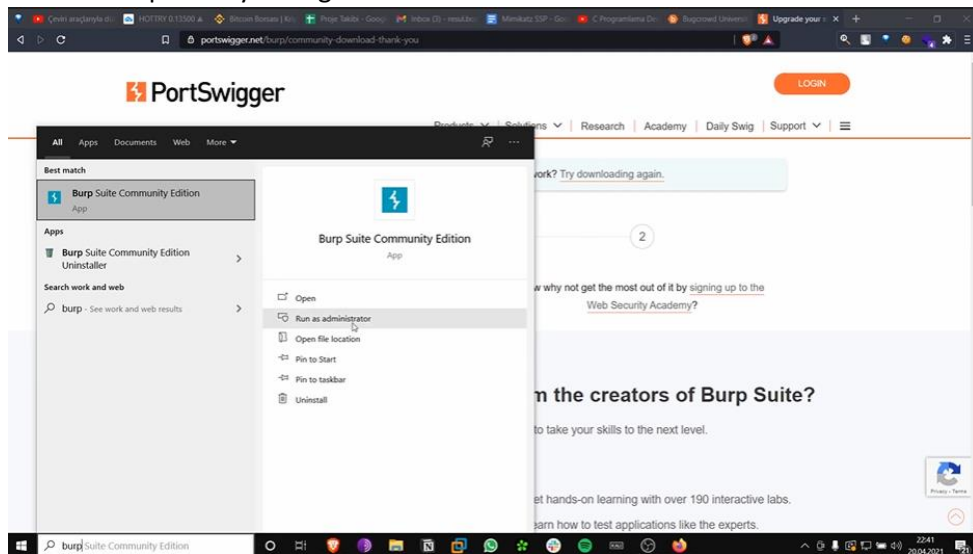 Çeviri araçlarıyla
HOTTRY 0.13500
Bitcoin Borsası
Proje Takibi - Goog
Inbox (3)
Mimikatz SSP - Go
C Programlama De
Bugcrowd Universi
Upgrade your
portswigger.net/burp/community-download-thank-you
PortSwigger
LOGIN
Products Solutions Research Academy Daily Swig Support
All Apps Documents Web More
Best match
Burp Suite Community Edition
App
Apps
Burp Suite Community Edition
Uninstaller
Search work and web
burp - See work and web results
Burp Suite Community Edition
App
Open
Run as administrator
Open file location
Pin to Start
Pin to taskbar
Uninstall
work? Try downloading again.
2
w why not get the most out of it by signing up to the
Web Security Academy?
m the creators of Burp Suite?
to take your skills to the next level.
et hands-on learning with over 190 interactive labs.
earn how to test applications like the experts.
Privacy - Terms
burp Suite Community Edition
22:41
20.04.2021